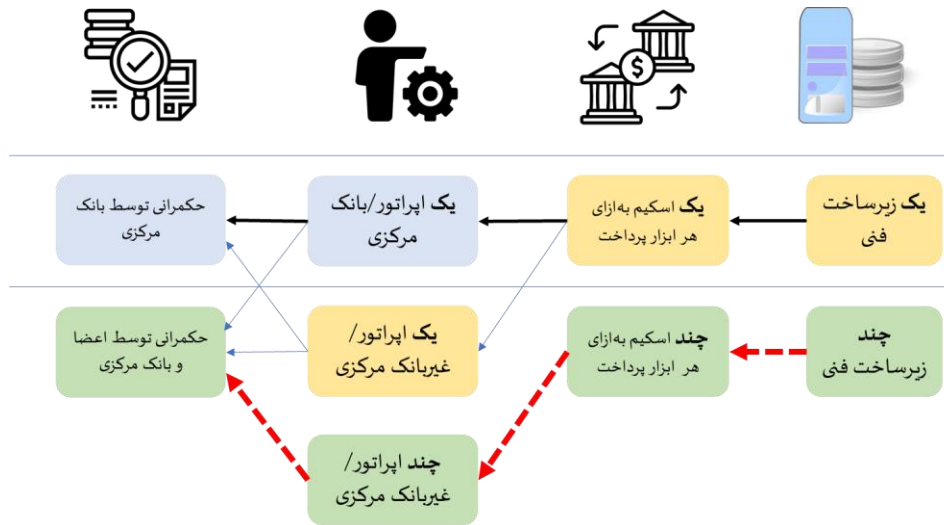 یک زیرساخت
فنی
یک اسکیم به‌ازای
هر ابزار پرداخت
یک اپراتور/بانک
مرکزی
حکمرانی توسط بانک
مرکزی
چند
زیرساخت فنی
چند اسکیم به‌ازای
هر ابزار پرداخت
یک اپراتور/
غیربانک مرکزی
حکمرانی توسط اعضا
و بانک مرکزی
چند اپراتور/
غیربانک مرکزی
$